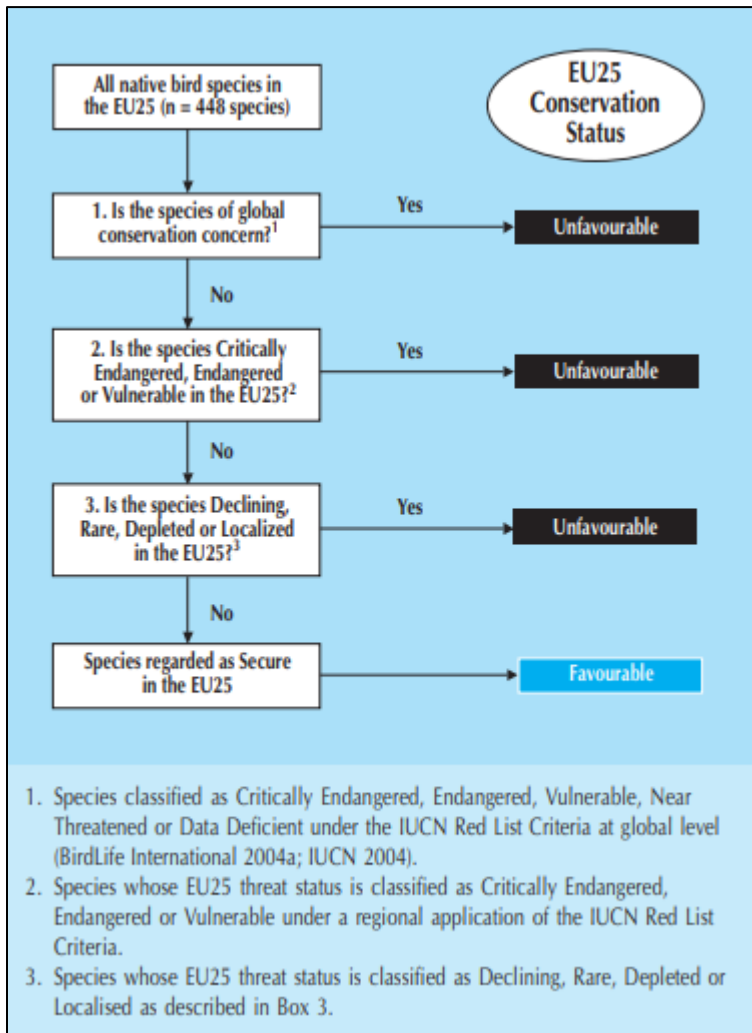 All native bird species in
the EU25 (n = 448 species)
EU25
Conservation
Status
1. Is the species of global
conservation concern?1
Yes
Unfavourable
No
2. Is the species Critically
Endangered, Endangered
or Vulnerable in the EU25?2
Yes
Unfavourable
No
3. Is the species Declining,
Rare, Depleted or Localized
in the EU25?3
Yes
Unfavourable
No
Species regarded as Secure
in the EU25
Favourable
1. Species classified as Critically Endangered, Endangered, Vulnerable, Near
Threatened or Data Deficient under the IUCN Red List Criteria at global level
(BirdLife International 2004a; IUCN 2004).
2. Species whose EU25 threat status is classified as Critically Endangered,
Endangered or Vulnerable under a regional application of the IUCN Red List
Criteria.
3. Species whose EU25 threat status is classified as Declining, Rare, Depleted or
Localised as described in Box 3.